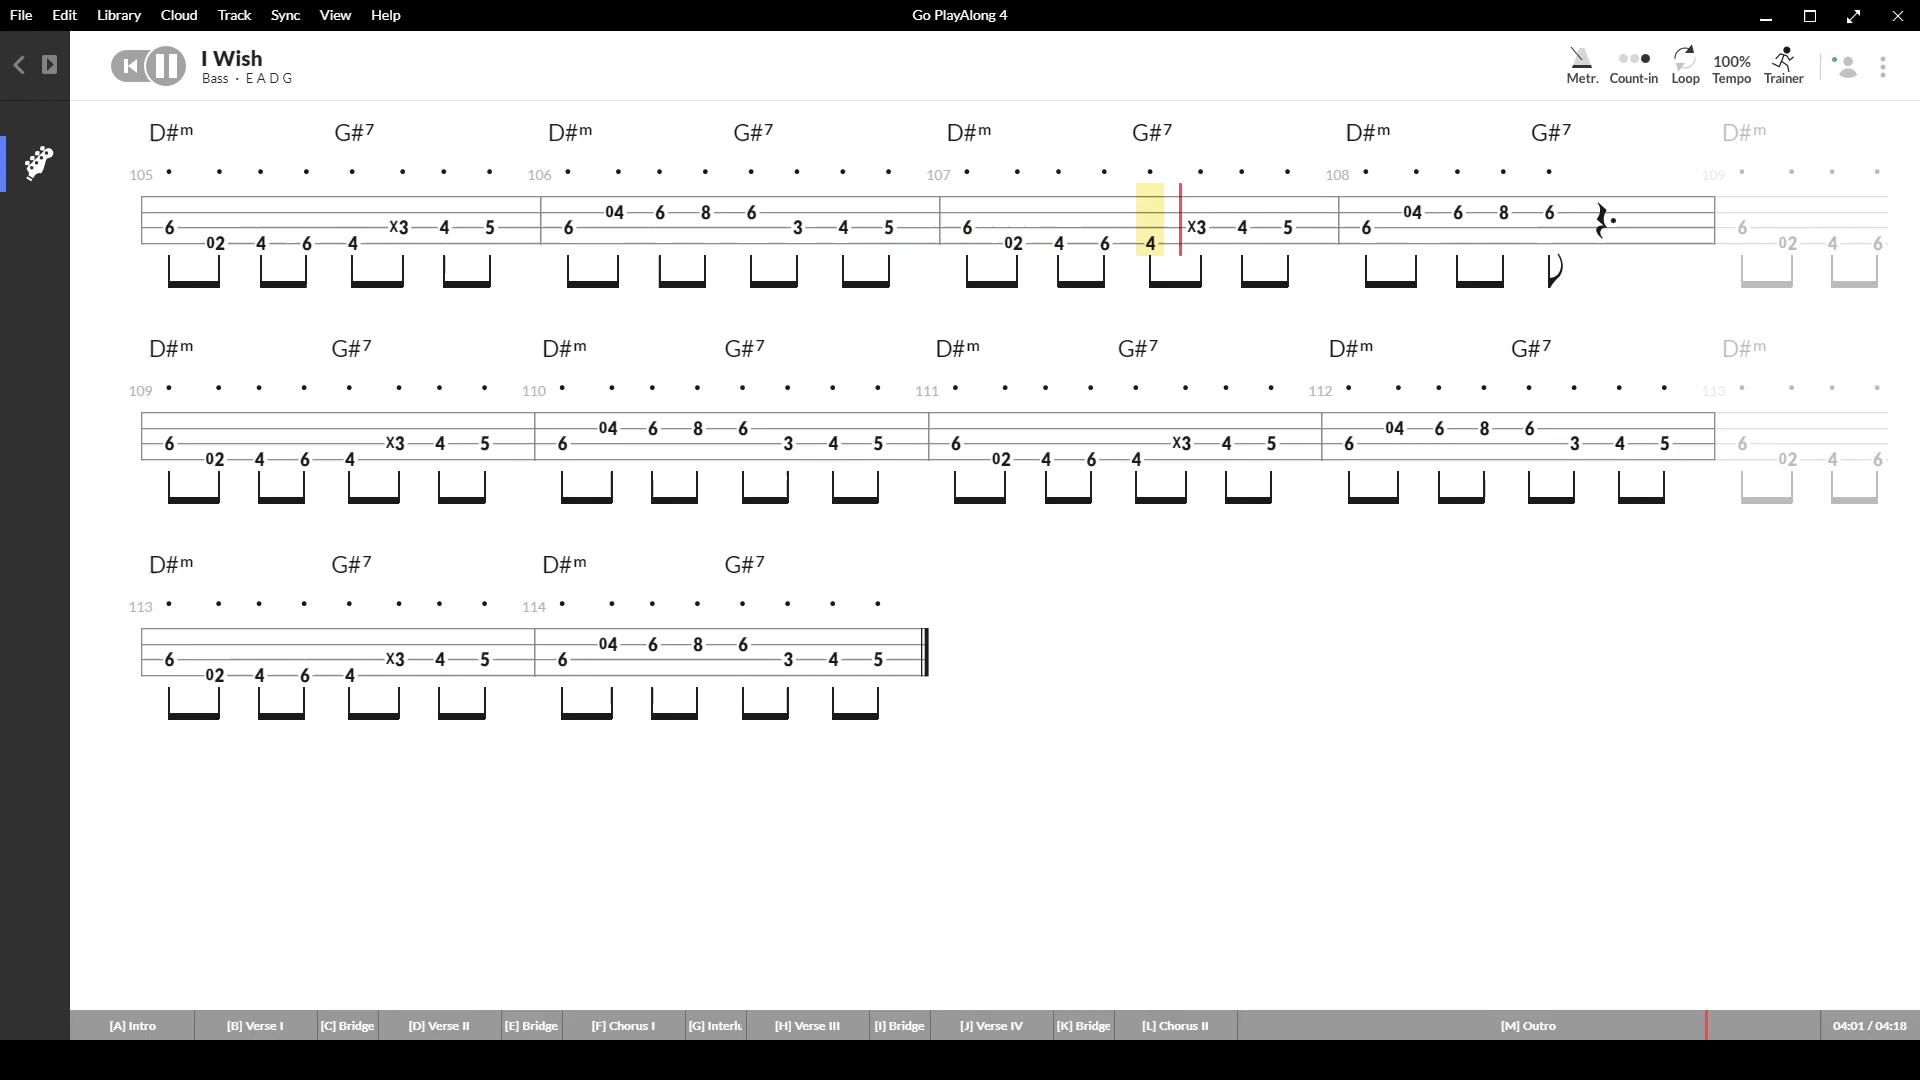 File Edit Library Cloud Track Sync View Help Go PlayAlong 4
I Wish
Bass · E A D G
Metr. Count-in Loop 100% Tempo Trainer
D#m G#7 D#m G#7 D#m G#7 D#m G#7 D#m
105 106 107 108 109
04 6 8 6 04 6 8 6
6 X3 4 5 6 3 4 5 6 X3 4 5 6 6
02 4 6 4 02 4 6 4 02 4 6
D#m G#7 D#m G#7 D#m G#7 D#m G#7 D#m
109 110 111 112 113
04 6 8 6 04 6 8 6
6 X3 4 5 6 3 4 5 6 X3 4 5 6 3 4 5 6
02 4 6 4 02 4 6 4 02 4 6
D#m G#7 D#m G#7
113 114
04 6 8 6
6 X3 4 5 6 3 4 5
02 4 6 4
[A] Intro [B] Verse I [C] Bridge [D] Verse II [E] Bridge [F] Chorus I [G] Interlu [H] Verse III [I] Bridge [J] Verse IV [K] Bridge [L] Chorus II [M] Outro 04:01 / 04:18